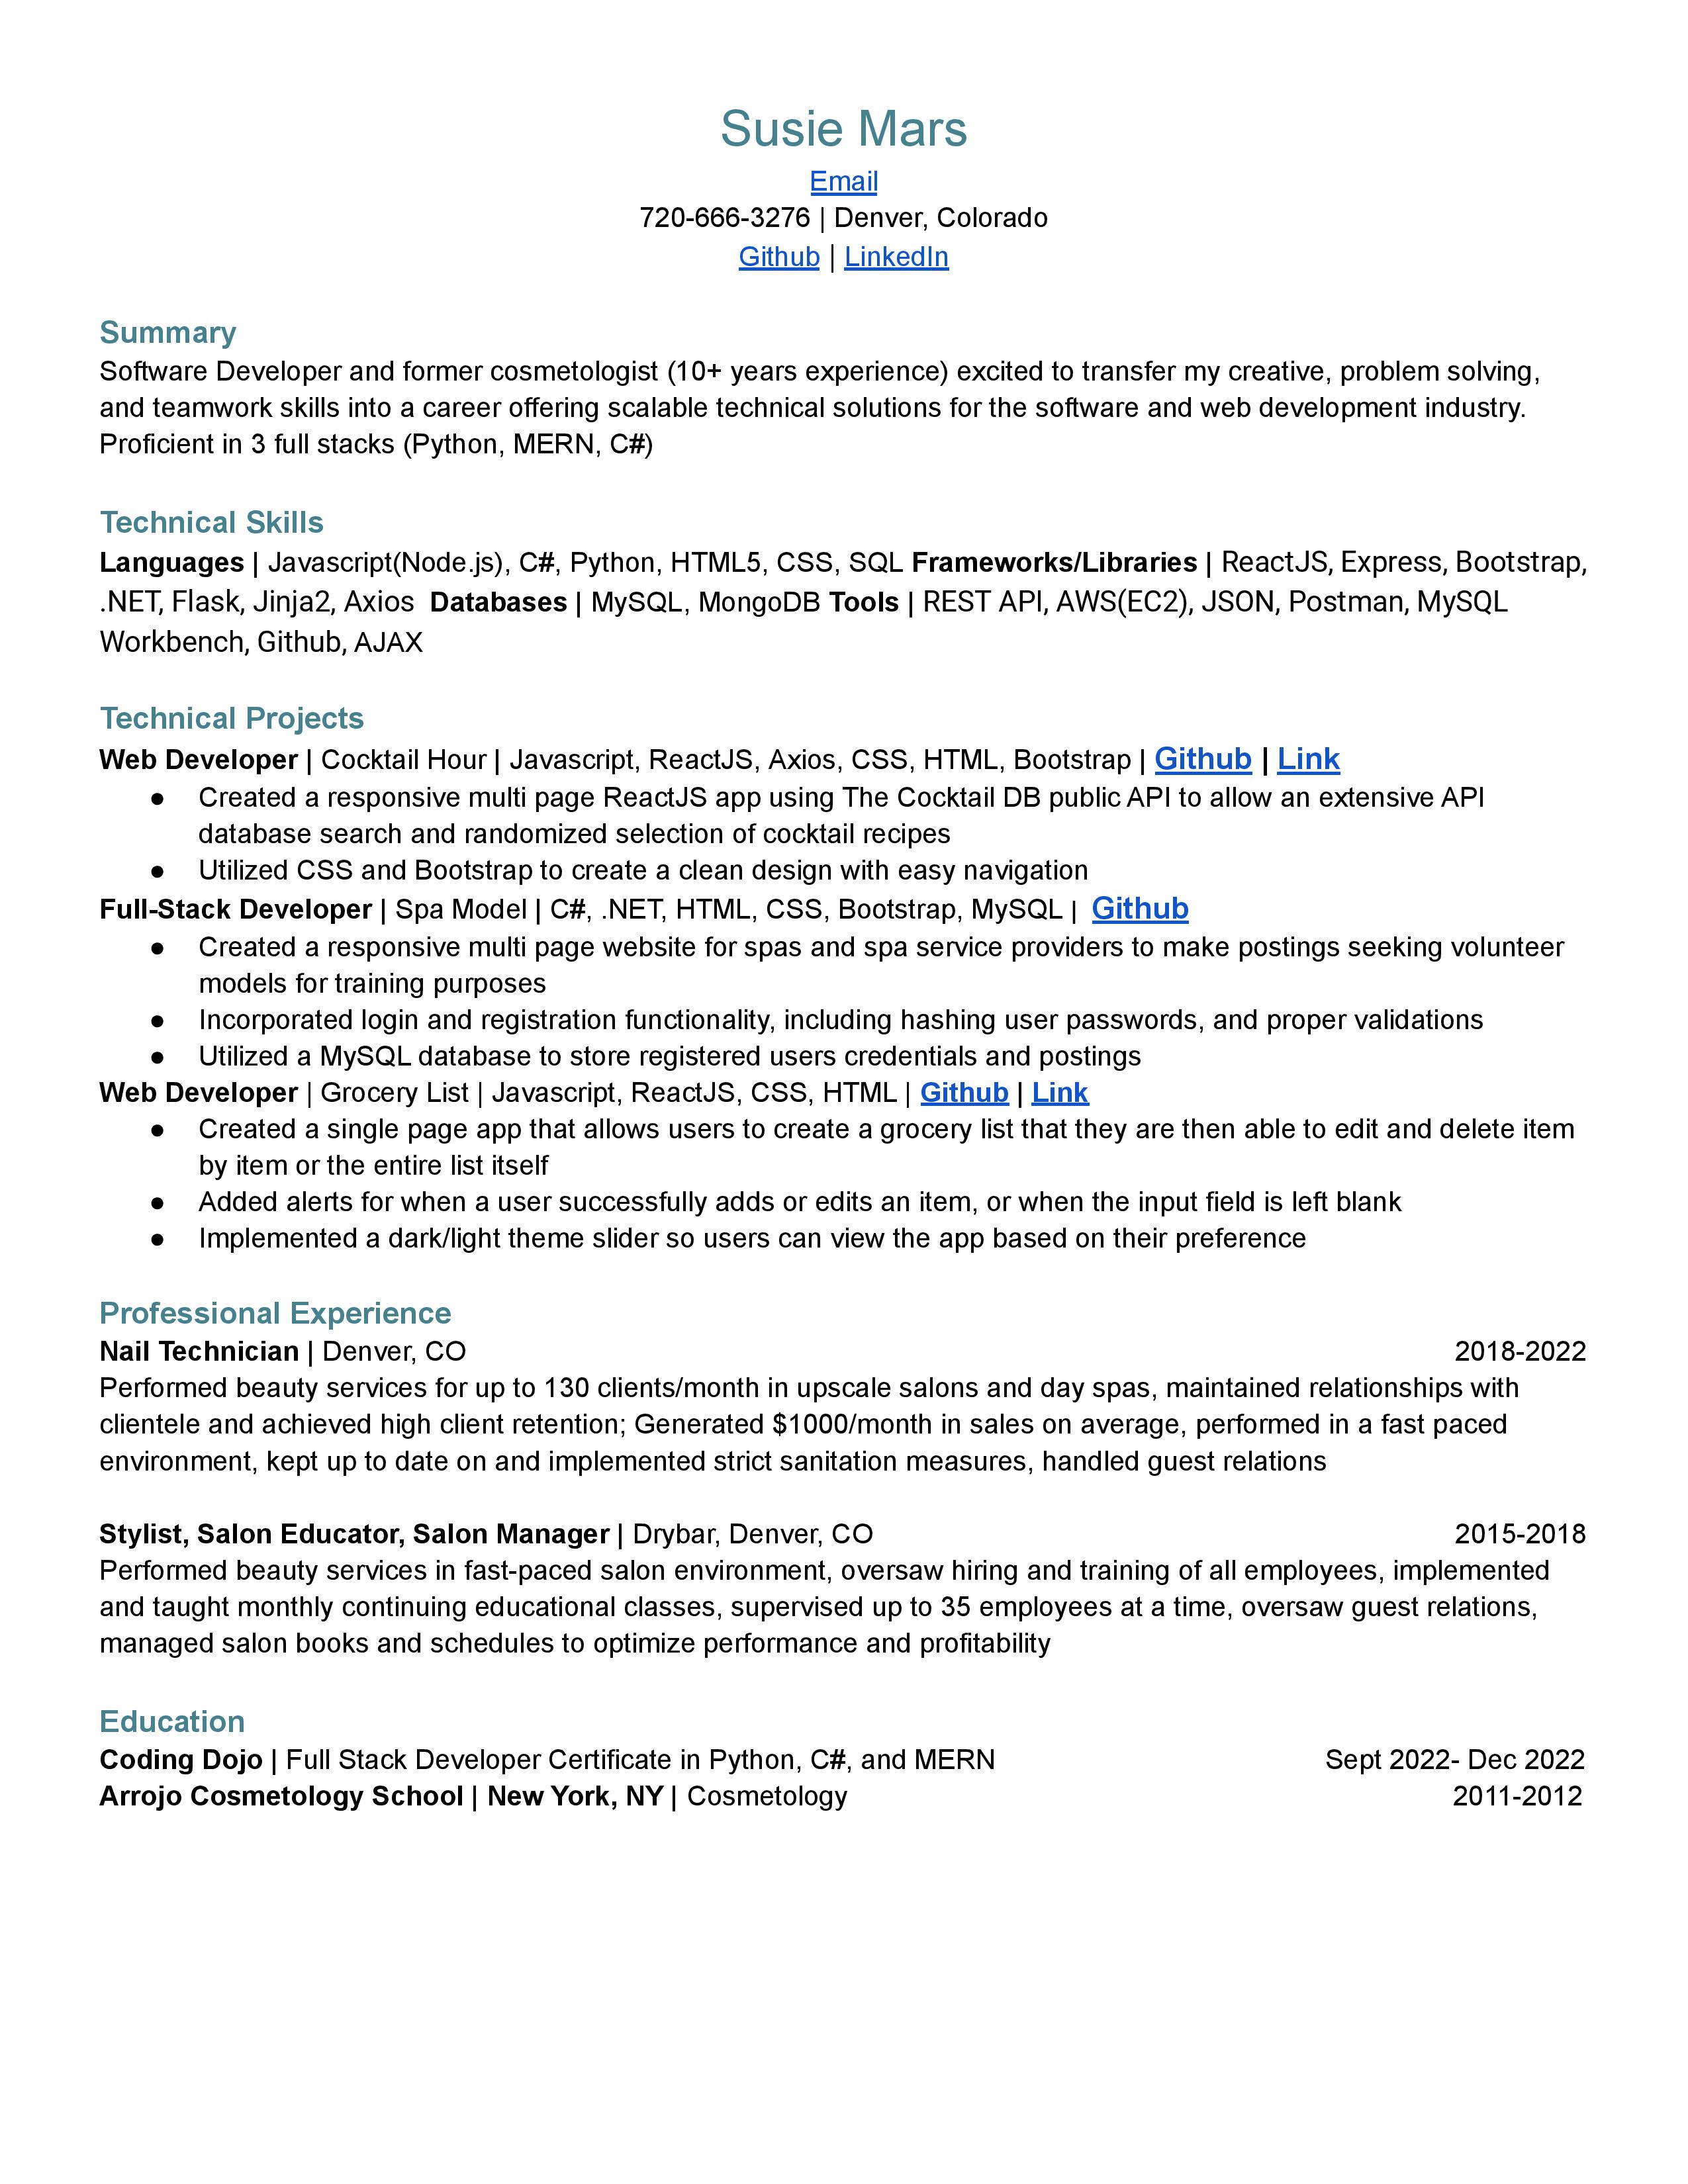 Susie Mars
Email
720-666-3276 | Denver, Colorado
Github | LinkedIn
Summary
Software Developer and former cosmetologist (10+ years experience) excited to transfer my creative, problem solving,
and teamwork skills into a career offering scalable technical solutions for the software and web development industry.
Proficient in 3 full stacks (Python, MERN, C#)
Technical Skills
Languages | Javascript(Node.js), C#, Python, HTML5, CSS, SQL Frameworks/Libraries | ReactJS, Express, Bootstrap,
.NET, Flask, Jinja2, Axios Databases | MySQL, MongoDB Tools | REST API, AWS(EC2), JSON, Postman, MySQL
Workbench, Github, AJAX
Technical Projects
Web Developer | Cocktail Hour | Javascript, ReactJS, Axios, CSS, HTML, Bootstrap | Github | Link
● Created a responsive multi page ReactJS app using The Cocktail DB public API to allow an extensive API
database search and randomized selection of cocktail recipes
● Utilized CSS and Bootstrap to create a clean design with easy navigation
Full-Stack Developer | Spa Model | C#, .NET, HTML, CSS, Bootstrap, MySQL | Github
● Created a responsive multi page website for spas and spa service providers to make postings seeking volunteer
models for training purposes
● Incorporated login and registration functionality, including hashing user passwords, and proper validations
● Utilized a MySQL database to store registered users credentials and postings
Web Developer | Grocery List | Javascript, ReactJS, CSS, HTML | Github | Link
● Created a single page app that allows users to create a grocery list that they are then able to edit and delete item
by item or the entire list itself
● Added alerts for when a user successfully adds or edits an item, or when the input field is left blank
● Implemented a dark/light theme slider so users can view the app based on their preference
Professional Experience
Nail Technician | Denver, CO 2018-2022
Performed beauty services for up to 130 clients/month in upscale salons and day spas, maintained relationships with
clientele and achieved high client retention; Generated $1000/month in sales on average, performed in a fast paced
environment, kept up to date on and implemented strict sanitation measures, handled guest relations
Stylist, Salon Educator, Salon Manager | Drybar, Denver, CO 2015-2018
Performed beauty services in fast-paced salon environment, oversaw hiring and training of all employees, implemented
and taught monthly continuing educational classes, supervised up to 35 employees at a time, oversaw guest relations,
managed salon books and schedules to optimize performance and profitability
Education
Coding Dojo | Full Stack Developer Certificate in Python, C#, and MERN Sept 2022- Dec 2022
Arrojo Cosmetology School | New York, NY | Cosmetology 2011-2012